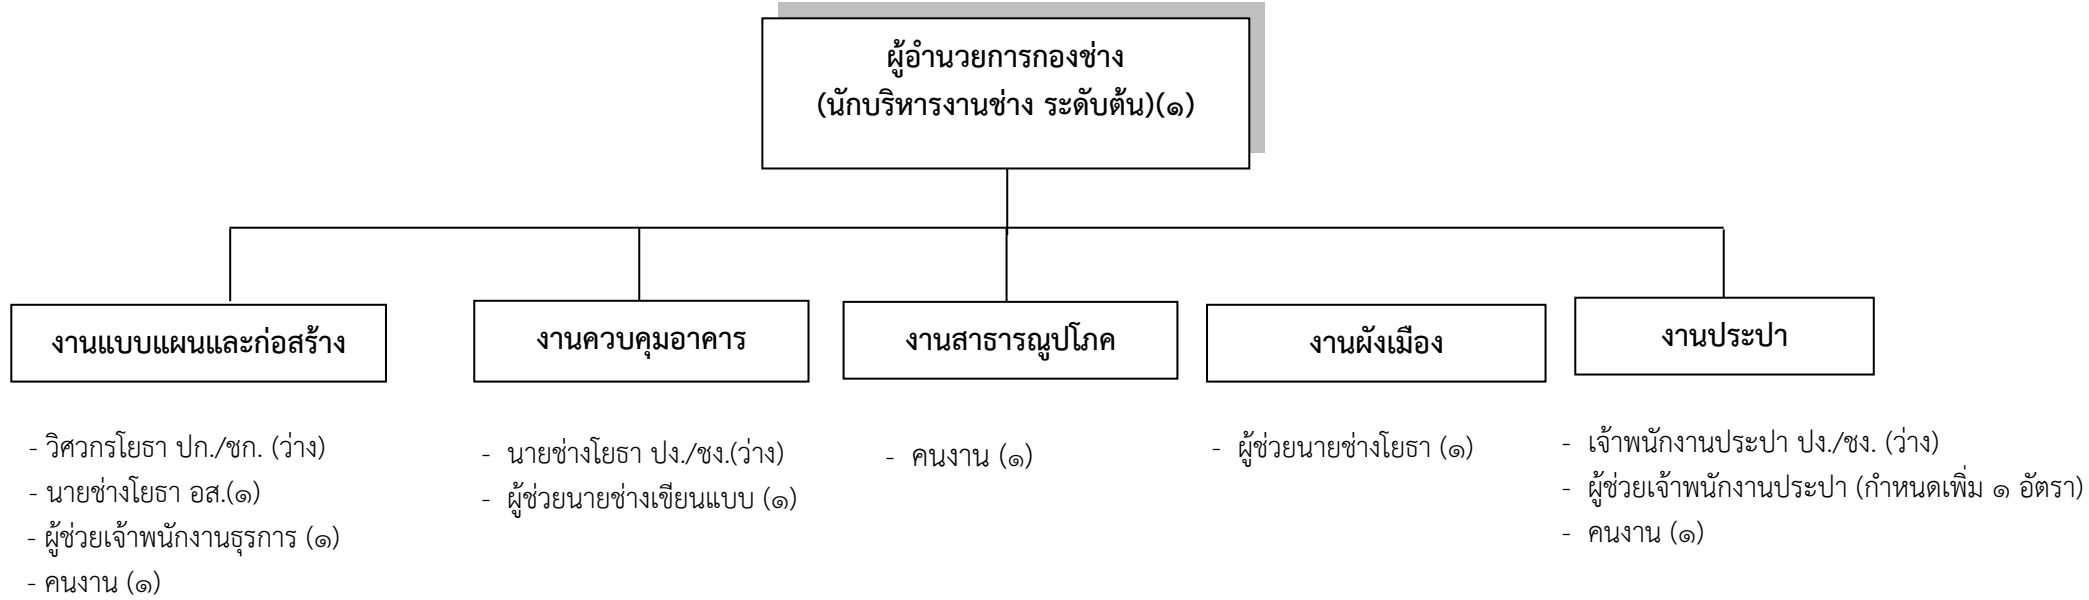 ผู้อำนวยการกองช่าง
(นักบริหารงานช่าง ระดับต้น)(๑)
งานแบบแผนและก่อสร้าง
- วิศวกรโยธา ปก./ชก. (ว่าง)
- นายช่างโยธา อส.(๑)
- ผู้ช่วยเจ้าพนักงานธุรการ (๑)
- คนงาน (๑)
งานควบคุมอาคาร
- นายช่างโยธา ปง./ชง.(ว่าง)
- ผู้ช่วยนายช่างเขียนแบบ (๑)
งานสาธารณูปโภค
- คนงาน (๑)
งานผังเมือง
- ผู้ช่วยนายช่างโยธา (๑)
งานประปา
- เจ้าพนักงานประปา ปง./ชง. (ว่าง)
- ผู้ช่วยเจ้าพนักงานประปา (กำหนดเพิ่ม ๑ อัตรา)
- คนงาน (๑)